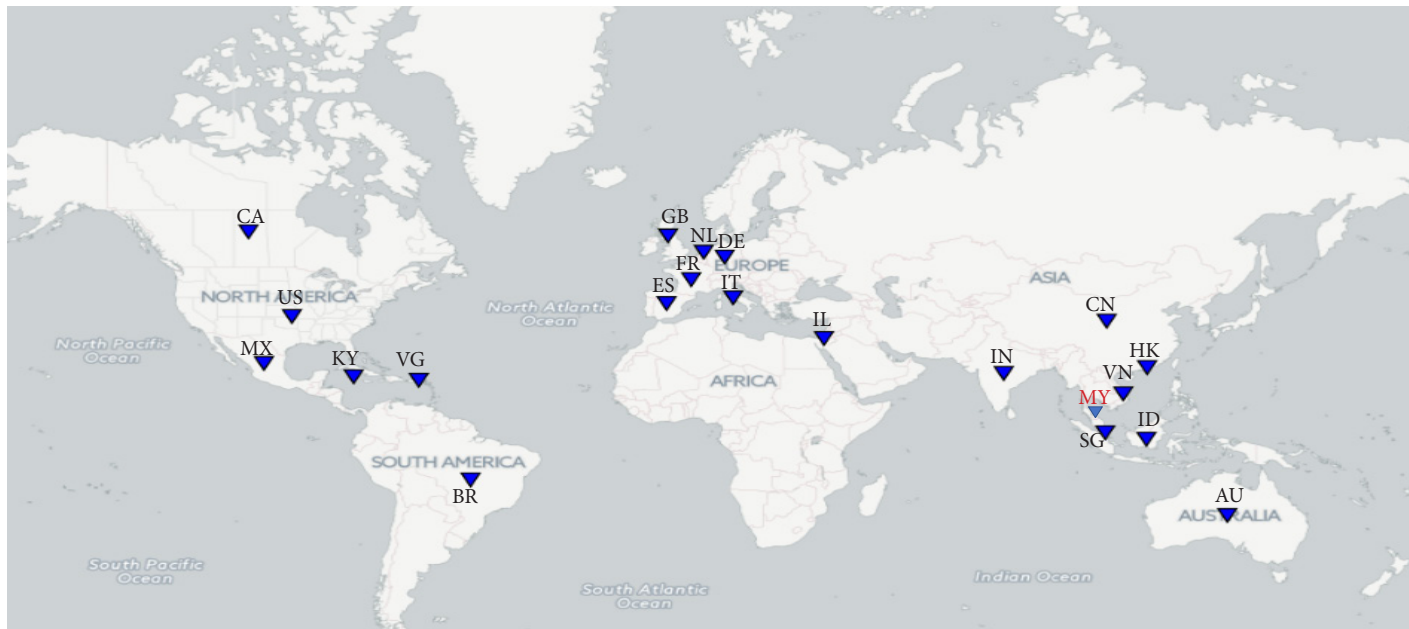 CA
GB
NL
DE
EUROPE
FR
ASIA
ES
IT
NORTH AMERICA
US
North Atlantic
Ocean
CN
IL
North Pacific
Ocean
MX
KY
VG
IN
HK
VN
AFRICA
MY
ID
SG
SOUTH AMERICA
BR
AU
AUSTRALIA
South Pacific
Ocean
South Atlantic
Ocean
Indian Ocean